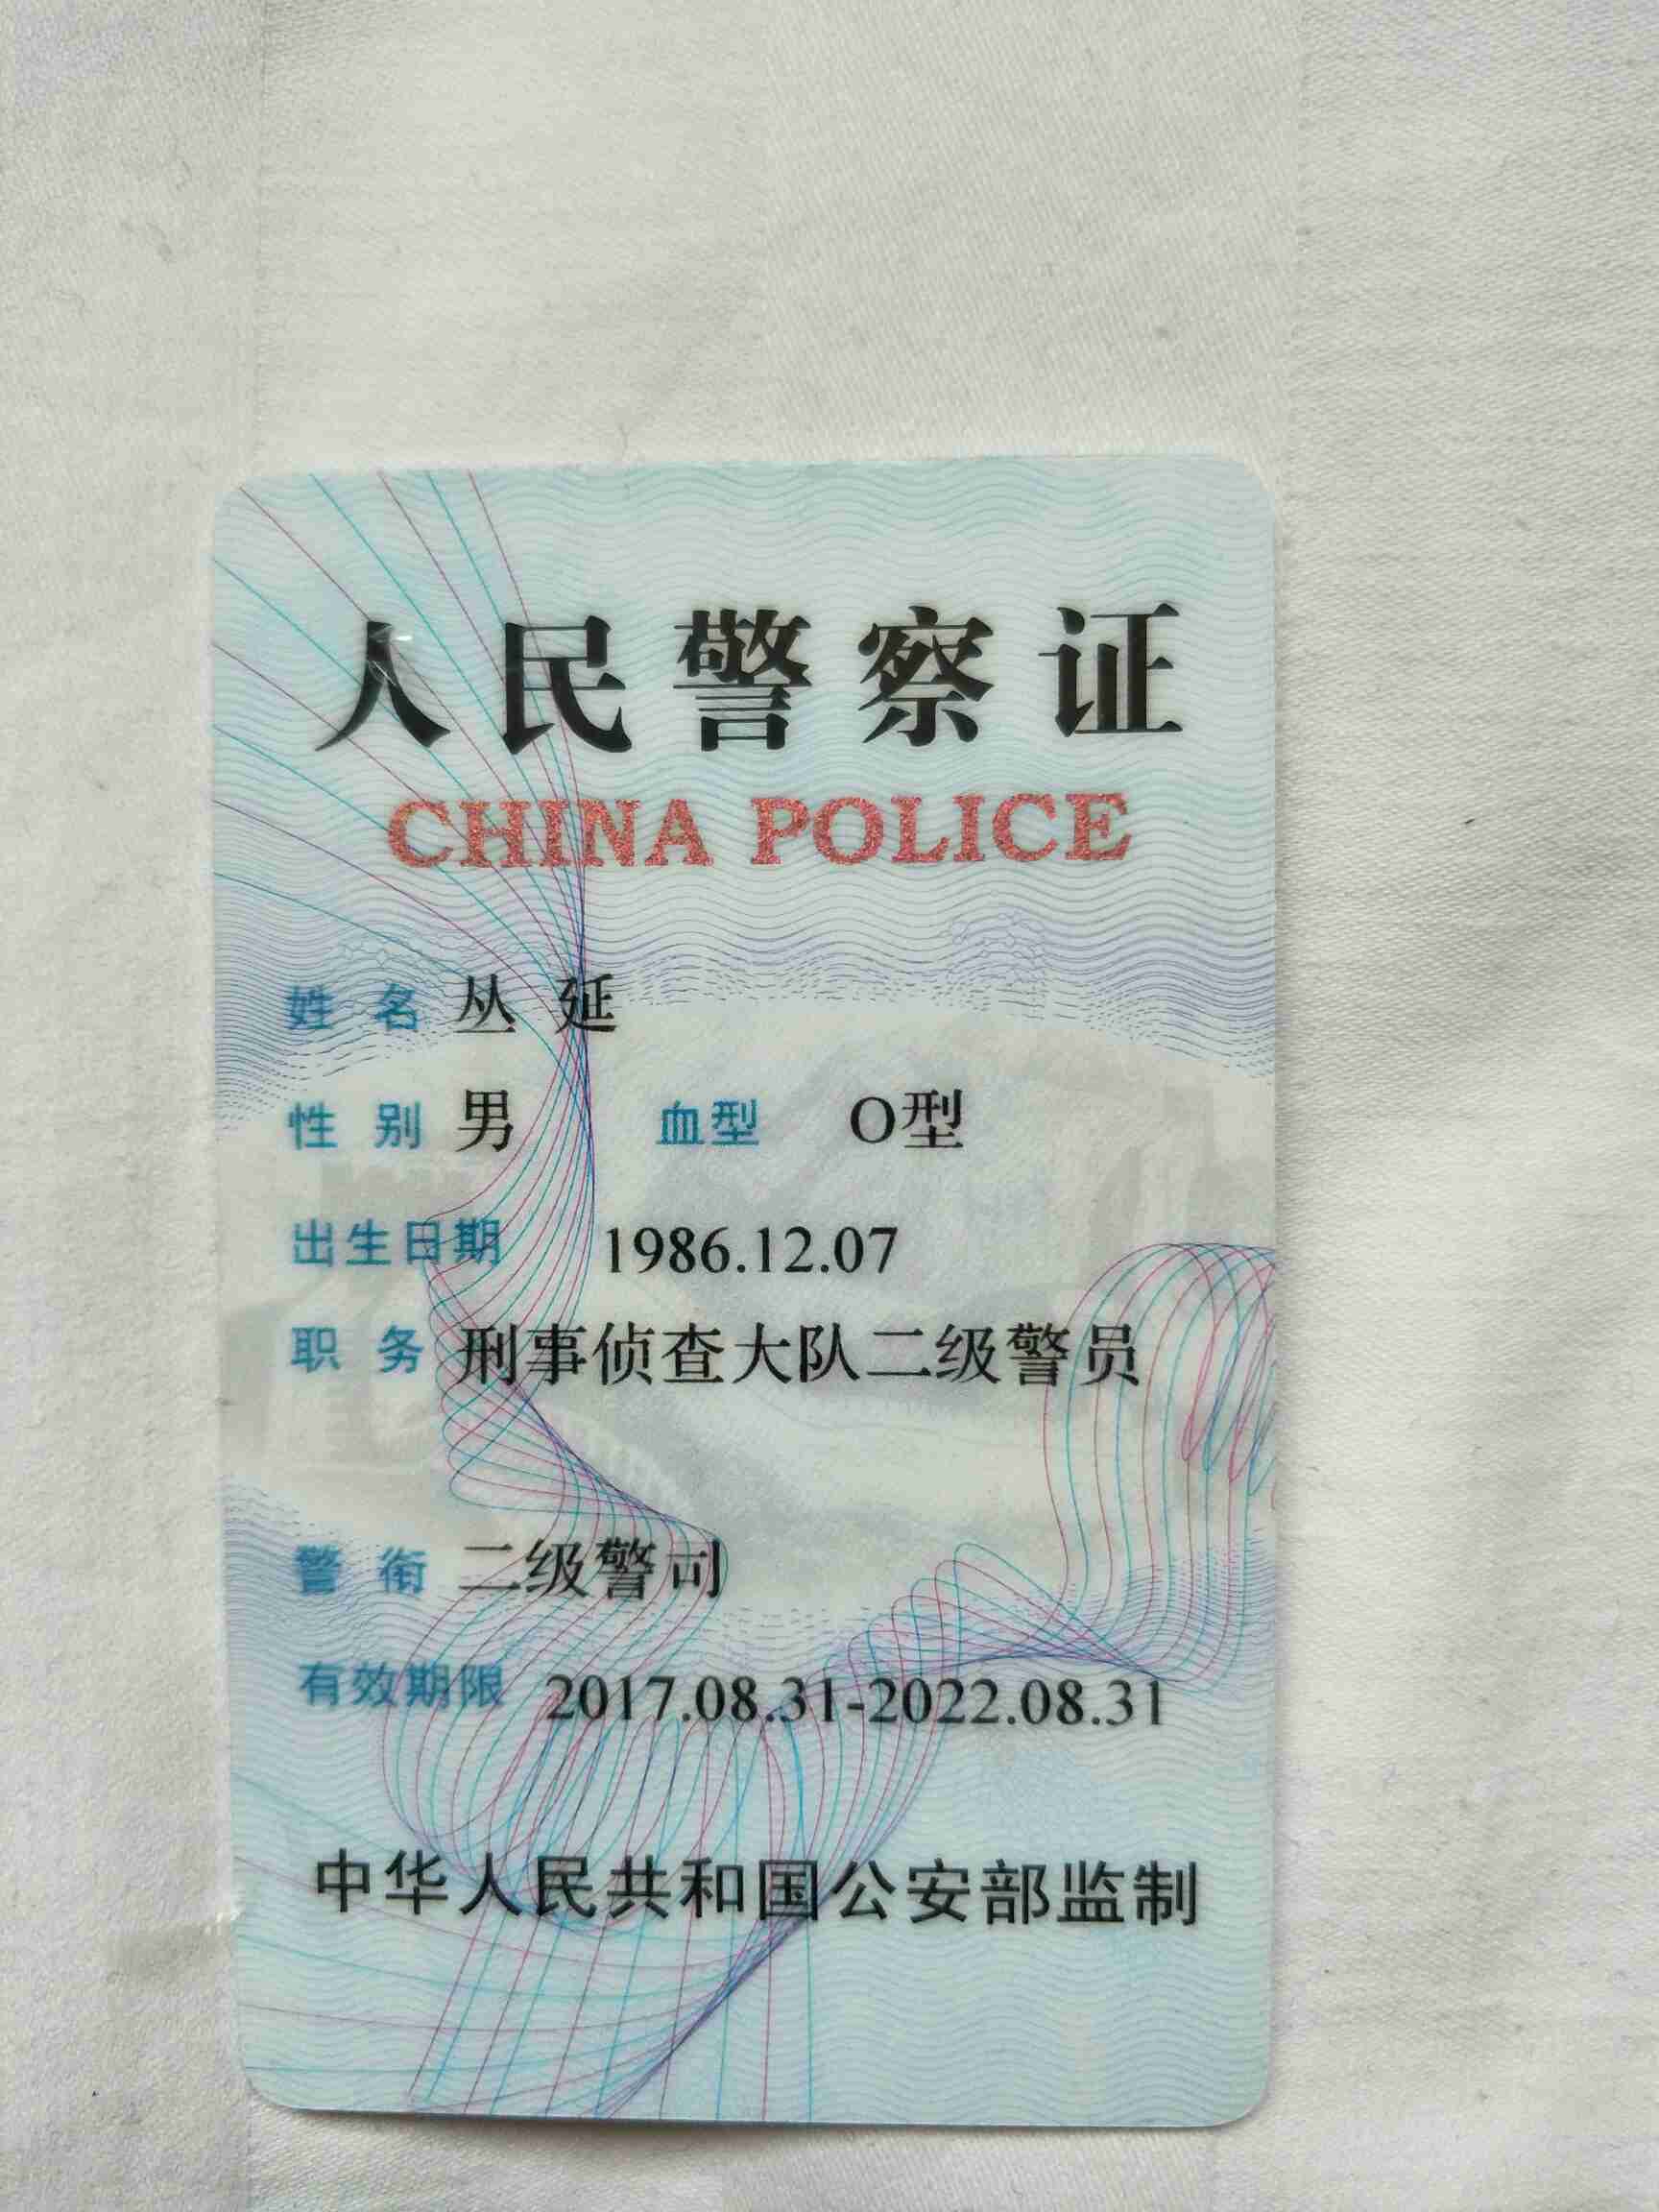 人民警察证
CHINA POLICE
姓名 丛延
性别 男 血型 O型
出生日期 1986.12.07
职务 刑事侦查大队二级警员
警衔 二级警司
有效期限 2017.08.31-2022.08.31
中华人民共和国公安部监制